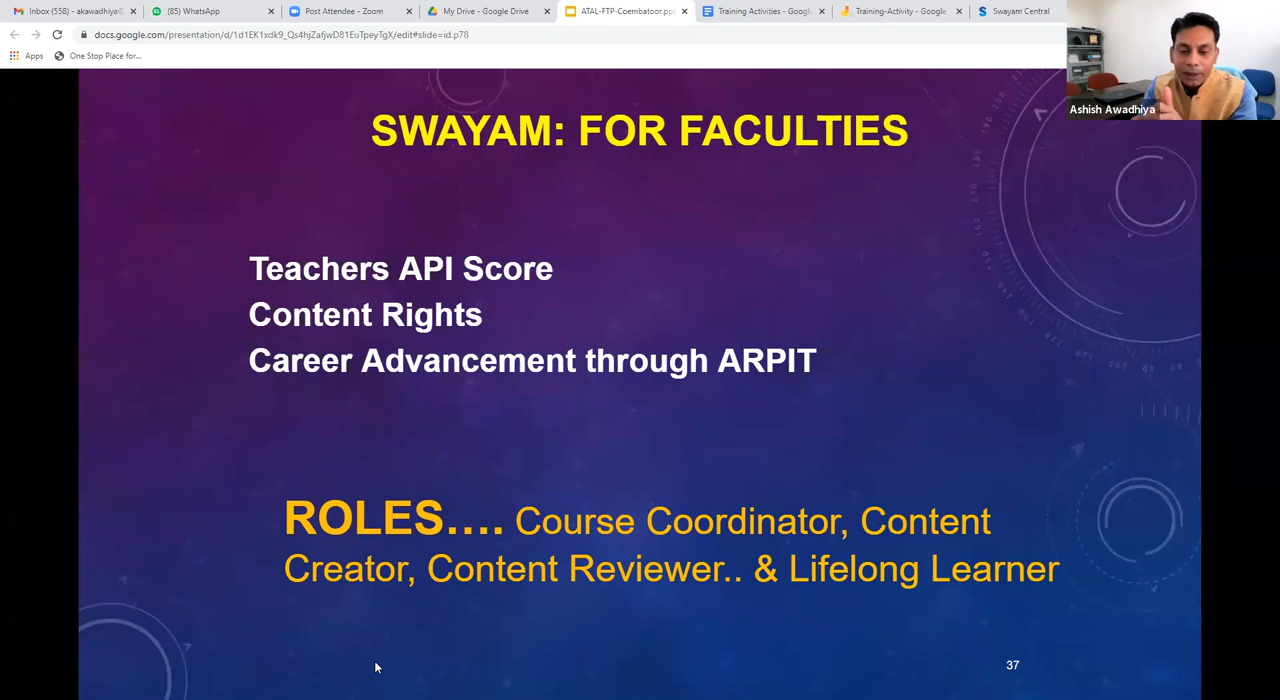 Inbox (558) - akawadhiya@
(85) WhatsApp
Post Attendee - Zoom
My Drive - Google Drive
ATAL-FTP-Coembatoor.pp
Training Activities - Googl
Training-Activity - Google
Swayam Central
docs.google.com/presentation/d/1d1EK1xdk9_Qs4hjZafjwD81EuTpeyTgX/edit#slide=id.p78
Apps
One Stop Place for...
Ashish Awadhiya
SWAYAM: FOR FACULTIES
Teachers API Score
Content Rights
Career Advancement through ARPIT
ROLES.... Course Coordinator, Content
Creator, Content Reviewer.. & Lifelong Learner
37